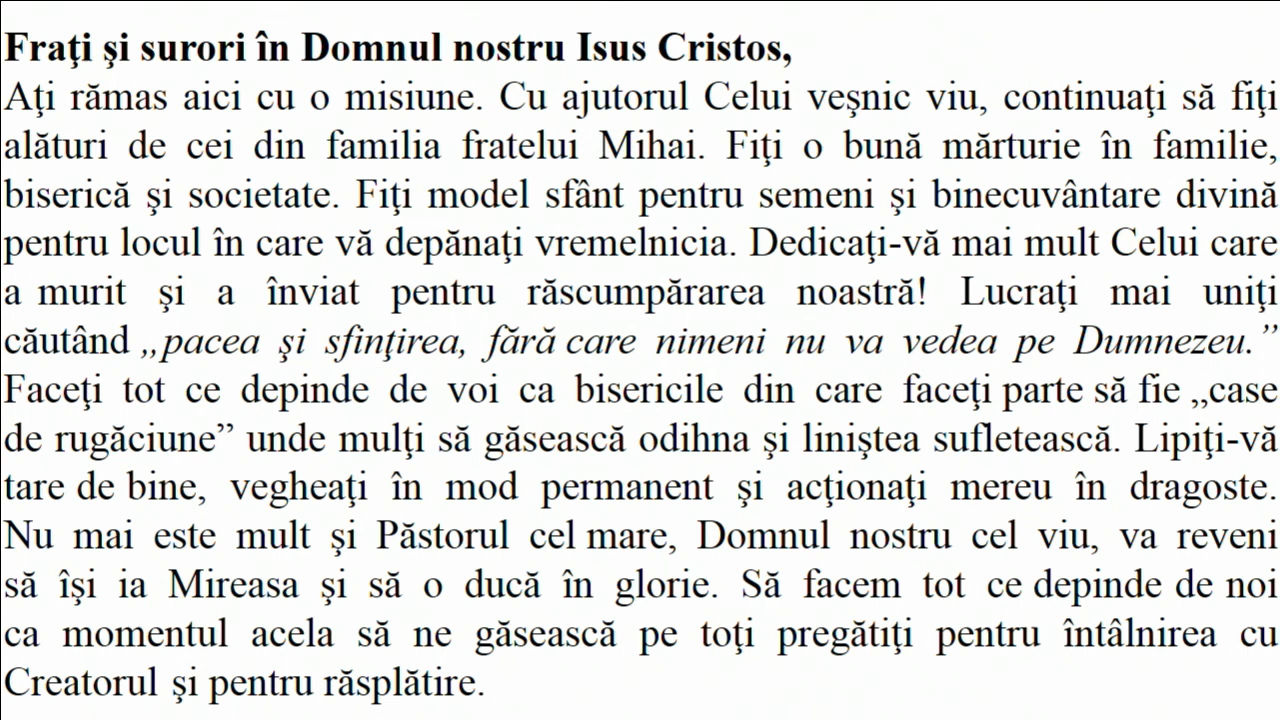 Fraţi şi surori în Domnul nostru Isus Cristos,
Aţi rămas aici cu o misiune. Cu ajutorul Celui veşnic viu, continuaţi să fiţi
alături de cei din familia fratelui Mihai. Fiţi o bună mărturie în familie,
biserică şi societate. Fiţi model sfânt pentru semeni şi binecuvântare divină
pentru locul în care vă depănaţi vremelnicia. Dedicaţi-vă mai mult Celui care
a murit şi a înviat pentru răscumpărarea noastră! Lucraţi mai uniţi
căutând „pacea şi sfinţirea, fără care nimeni nu va vedea pe Dumnezeu.”
Faceţi tot ce depinde de voi ca bisericile din care faceţi parte să fie „case
de rugăciune” unde mulţi să găsească odihna şi liniştea sufletească. Lipiţi-vă
tare de bine, vegheaţi în mod permanent şi acţionaţi mereu în dragoste.
Nu mai este mult şi Păstorul cel mare, Domnul nostru cel viu, va reveni
să îşi ia Mireasa şi să o ducă în glorie. Să facem tot ce depinde de noi
ca momentul acela să ne găsească pe toţi pregătiţi pentru întâlnirea cu
Creatorul şi pentru răsplătire.